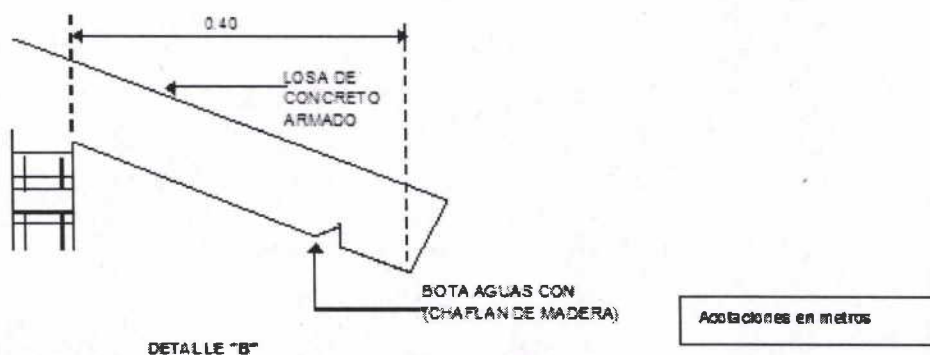 0.40
LOSA DE
CONCRETO
ARMADO
BOTA AGUAS CON
(CHAFLAN DE MADERA)
Acotaciones en metros
DETALLE "B"